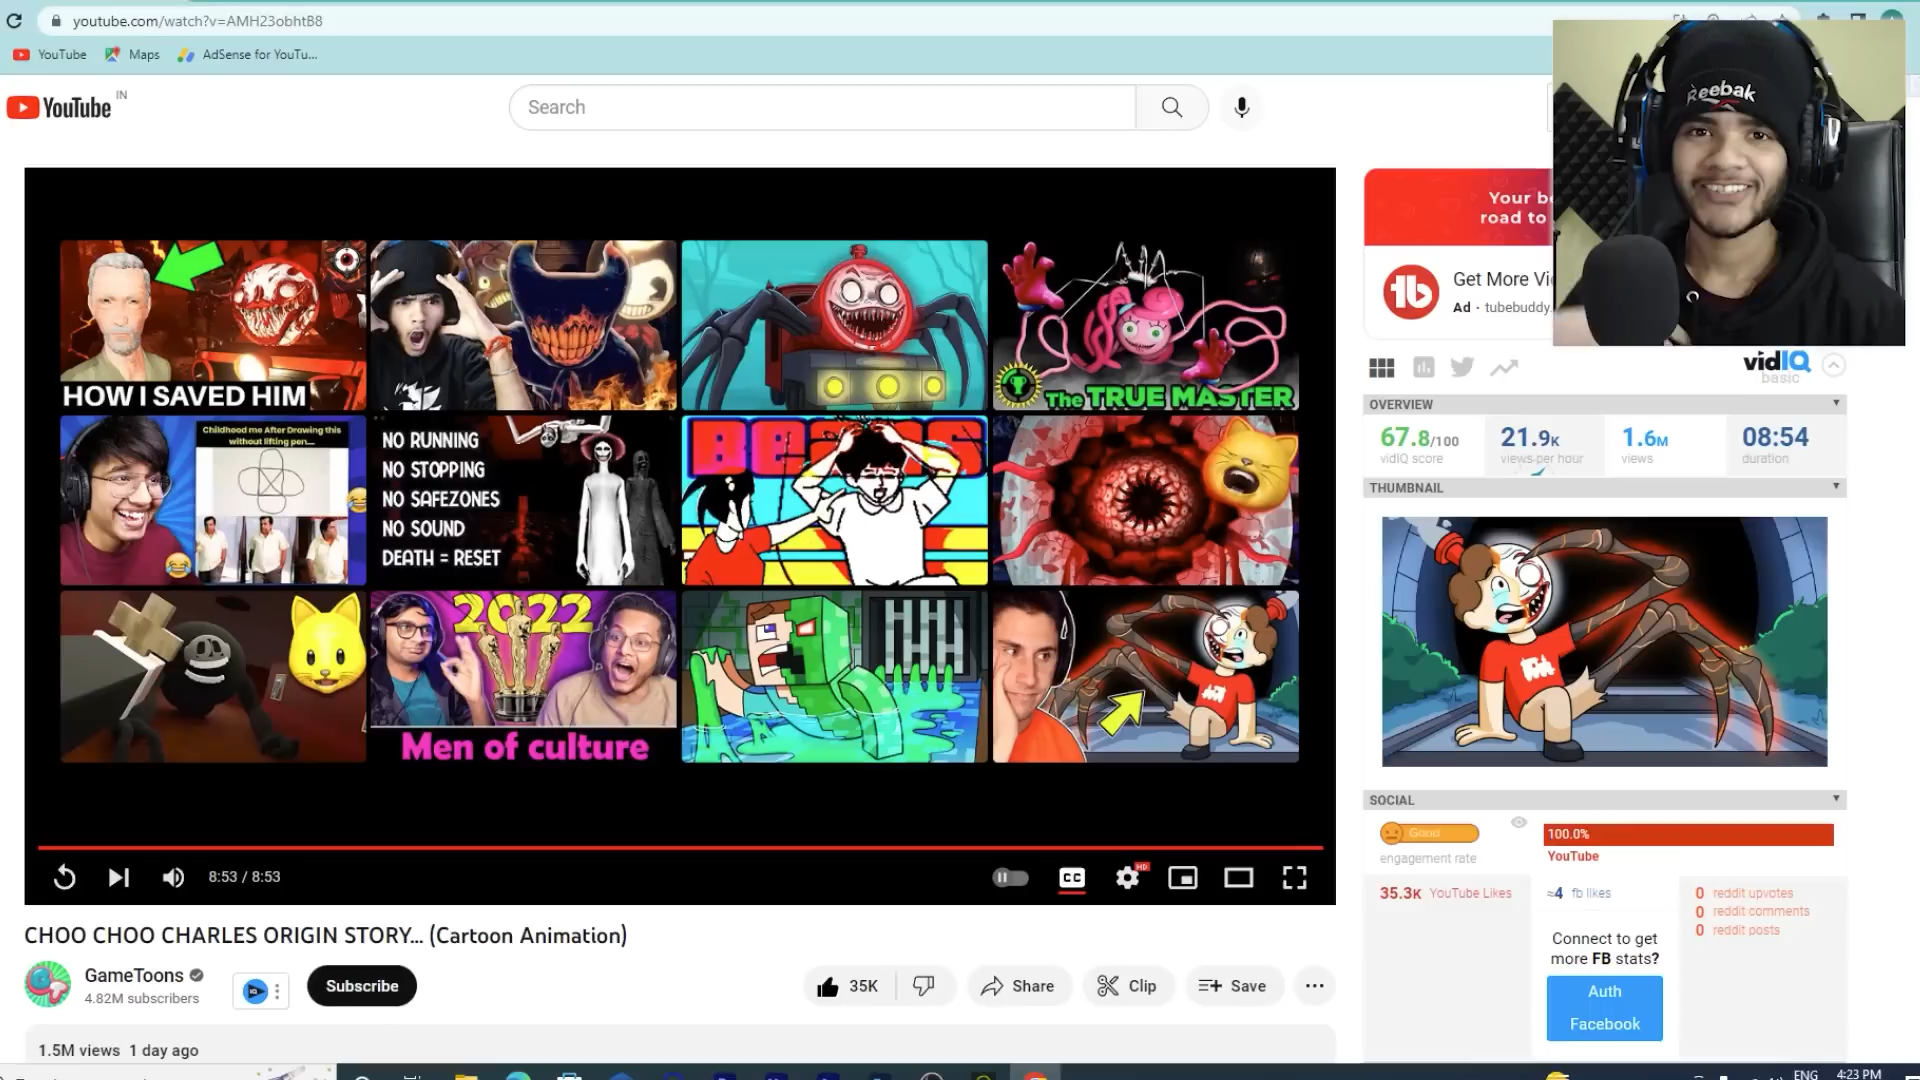 youtube.com/watch?v=AMH23obhtB8
YouTube
Maps
AdSense for YouTu...
YouTube IN
Search
Reebok
Your b
road to
Get More Vi
Ad · tubebuddy.
HOW I SAVED HIM
The TRUE MASTER
Childhood me After Drawing this
without lifting pen....
NO RUNNING
NO STOPPING
NO SAFEZONES
NO SOUND
DEATH = RESET
BEANS
2022
Men of culture
vidIQ
basic
OVERVIEW
67.8/100
vidIQ score
21.9K
views per hour
1.6M
views
08:54
duration
THUMBNAIL
SOCIAL
Good
engagement rate
100.0%
YouTube
35.3K YouTube Likes
≈4 fb likes
0 reddit upvotes
0 reddit comments
0 reddit posts
Connect to get
more FB stats?
Auth
Facebook
8:53 / 8:53
CC
HD
CHOO CHOO CHARLES ORIGIN STORY... (Cartoon Animation)
GameToons
4.82M subscribers
Subscribe
35K
Share
Clip
Save
1.5M views 1 day ago
ENG
4:23 PM